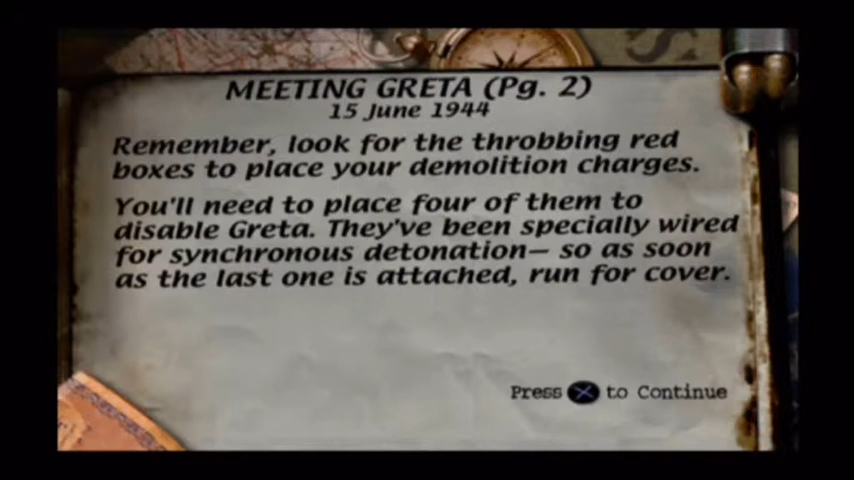 MEETING GRETA (Pg. 2)
15 June 1944
Remember, look for the throbbing red
boxes to place your demolition charges.
You'll need to place four of them to
disable Greta. They've been specially wired
for synchronous detonation— so as soon
as the last one is attached, run for cover.
Press to Continue